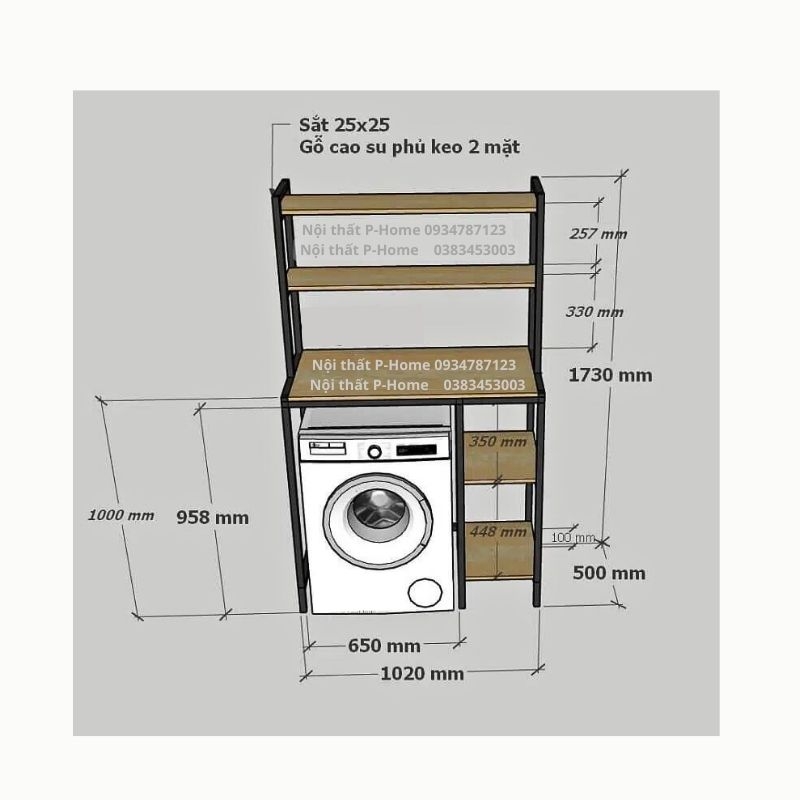 Sắt 25x25
Gỗ cao su phủ keo 2 mặt
Nội thất P-Home 0934787123
Nội thất P-Home 0383453003
257 mm
330 mm
Nội thất P-Home 0934787123
Nội thất P-Home 0383453003
1730 mm
350 mm
1000 mm
958 mm
448 mm
100 mm
500 mm
650 mm
1020 mm